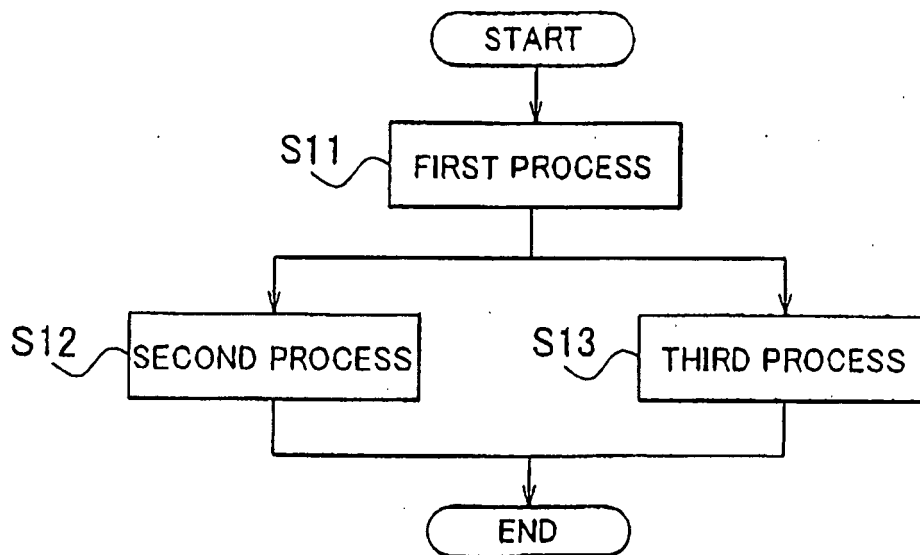 START
S11
FIRST PROCESS
S12
SECOND PROCESS
S13
THIRD PROCESS
END